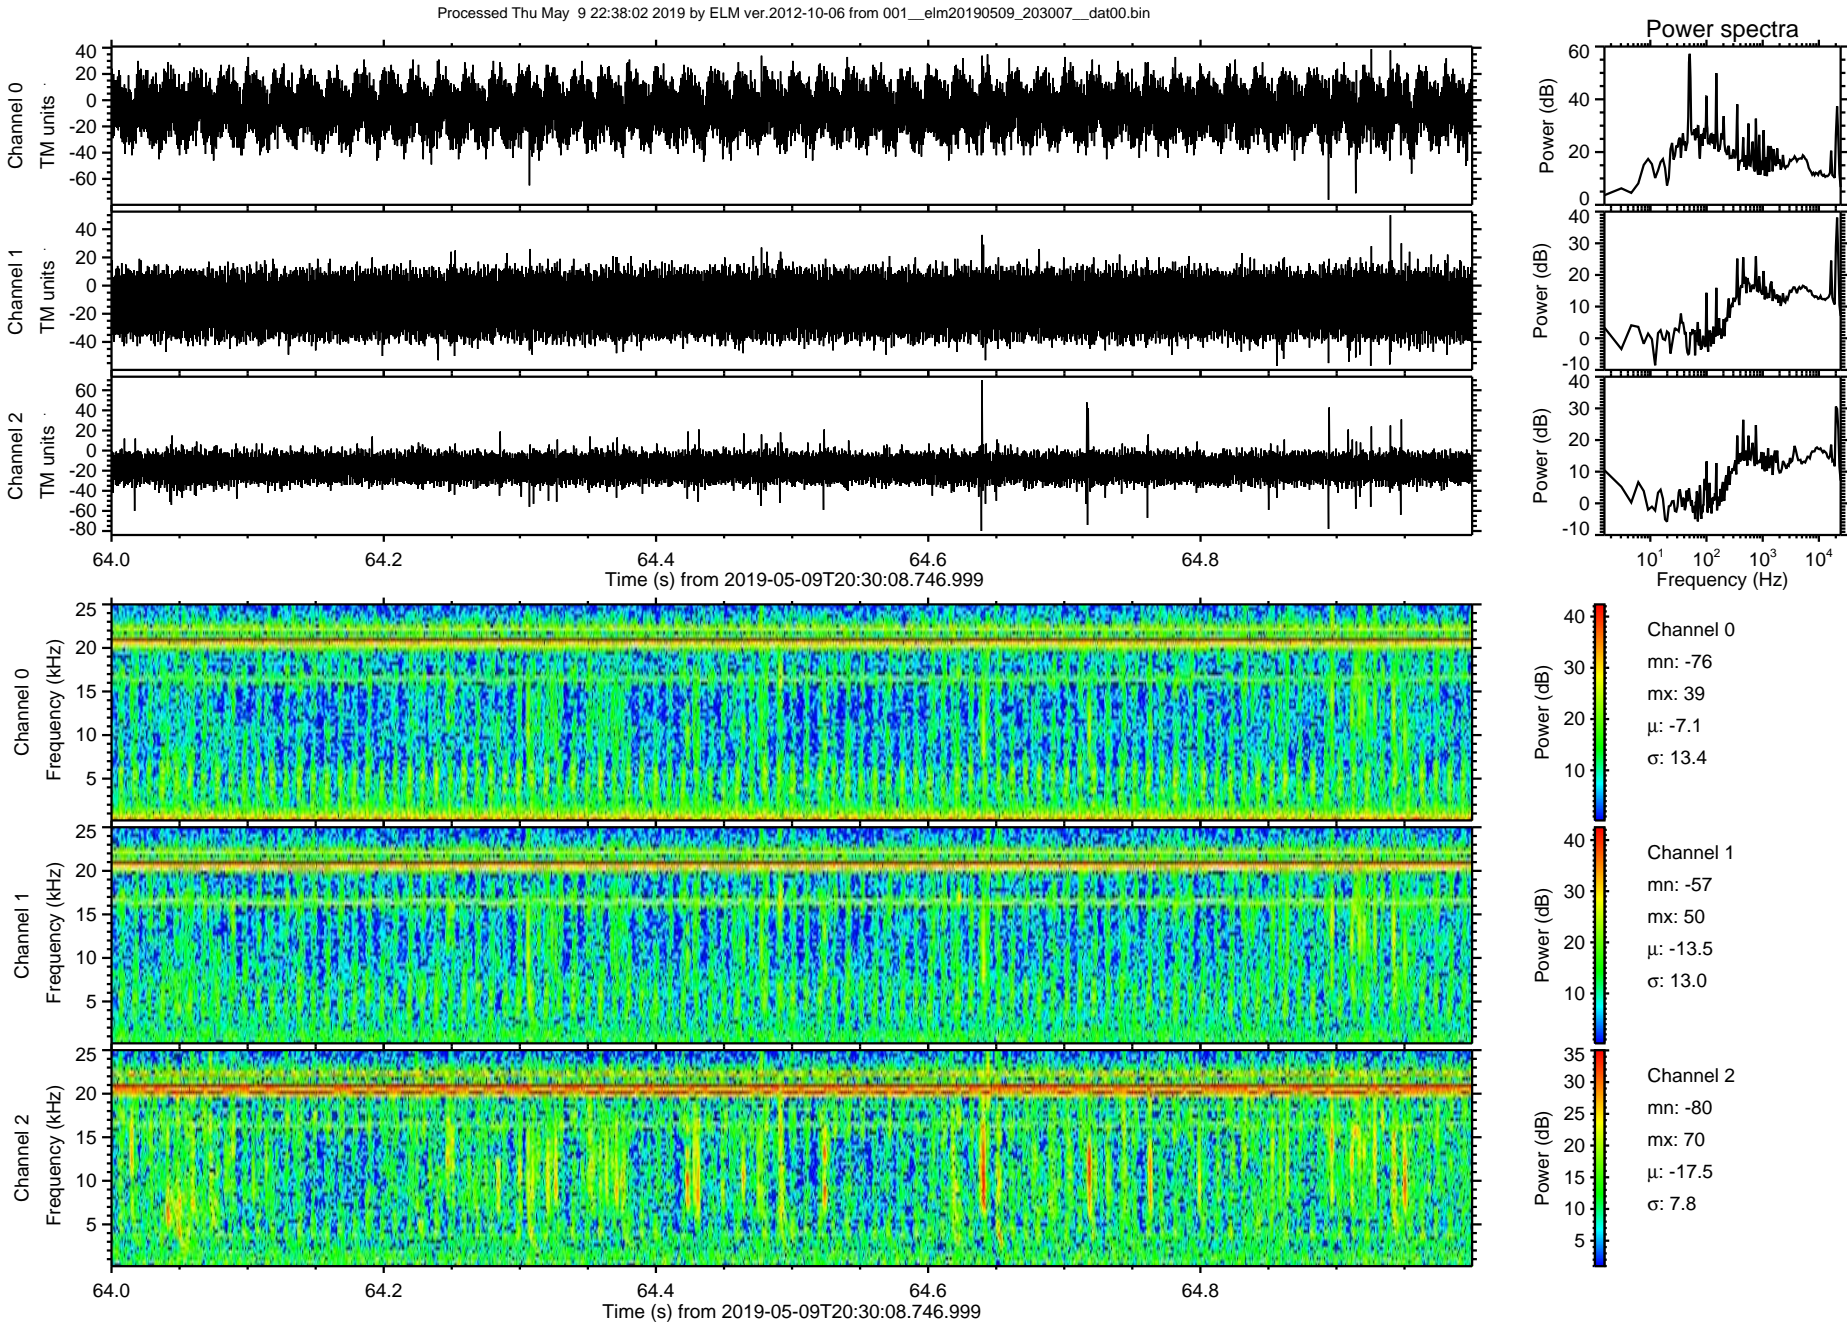 Processed Thu May  9 22:38:02 2019 by ELM ver.2012-10-06 from 001__elm20190509_203007__dat00.bin
Power spectra
Channel 0
TM units
40
20
0
-20
-40
-60
Power (dB)
60
40
20
0
Channel 1
TM units
40
20
0
-20
-40
Power (dB)
40
30
20
10
0
-10
Channel 2
TM units
60
40
20
0
-20
-40
-60
-80
Power (dB)
40
30
20
10
0
-10
64.0 64.2 64.4 64.6 64.8
Time (s) from 2019-05-09T20:30:08.746.999
10^1 10^2 10^3 10^4
Frequency (Hz)
Channel 0
Frequency (kHz)
25
20
15
10
5
Power (dB)
40
30
20
10
Channel 0
mn: -76
mx: 39
μ: -7.1
σ: 13.4
Channel 1
Frequency (kHz)
25
20
15
10
5
Power (dB)
40
30
20
10
Channel 1
mn: -57
mx: 50
μ: -13.5
σ: 13.0
Channel 2
Frequency (kHz)
25
20
15
10
5
Power (dB)
35
30
25
20
15
10
5
Channel 2
mn: -80
mx: 70
μ: -17.5
σ: 7.8
64.0 64.2 64.4 64.6 64.8
Time (s) from 2019-05-09T20:30:08.746.999